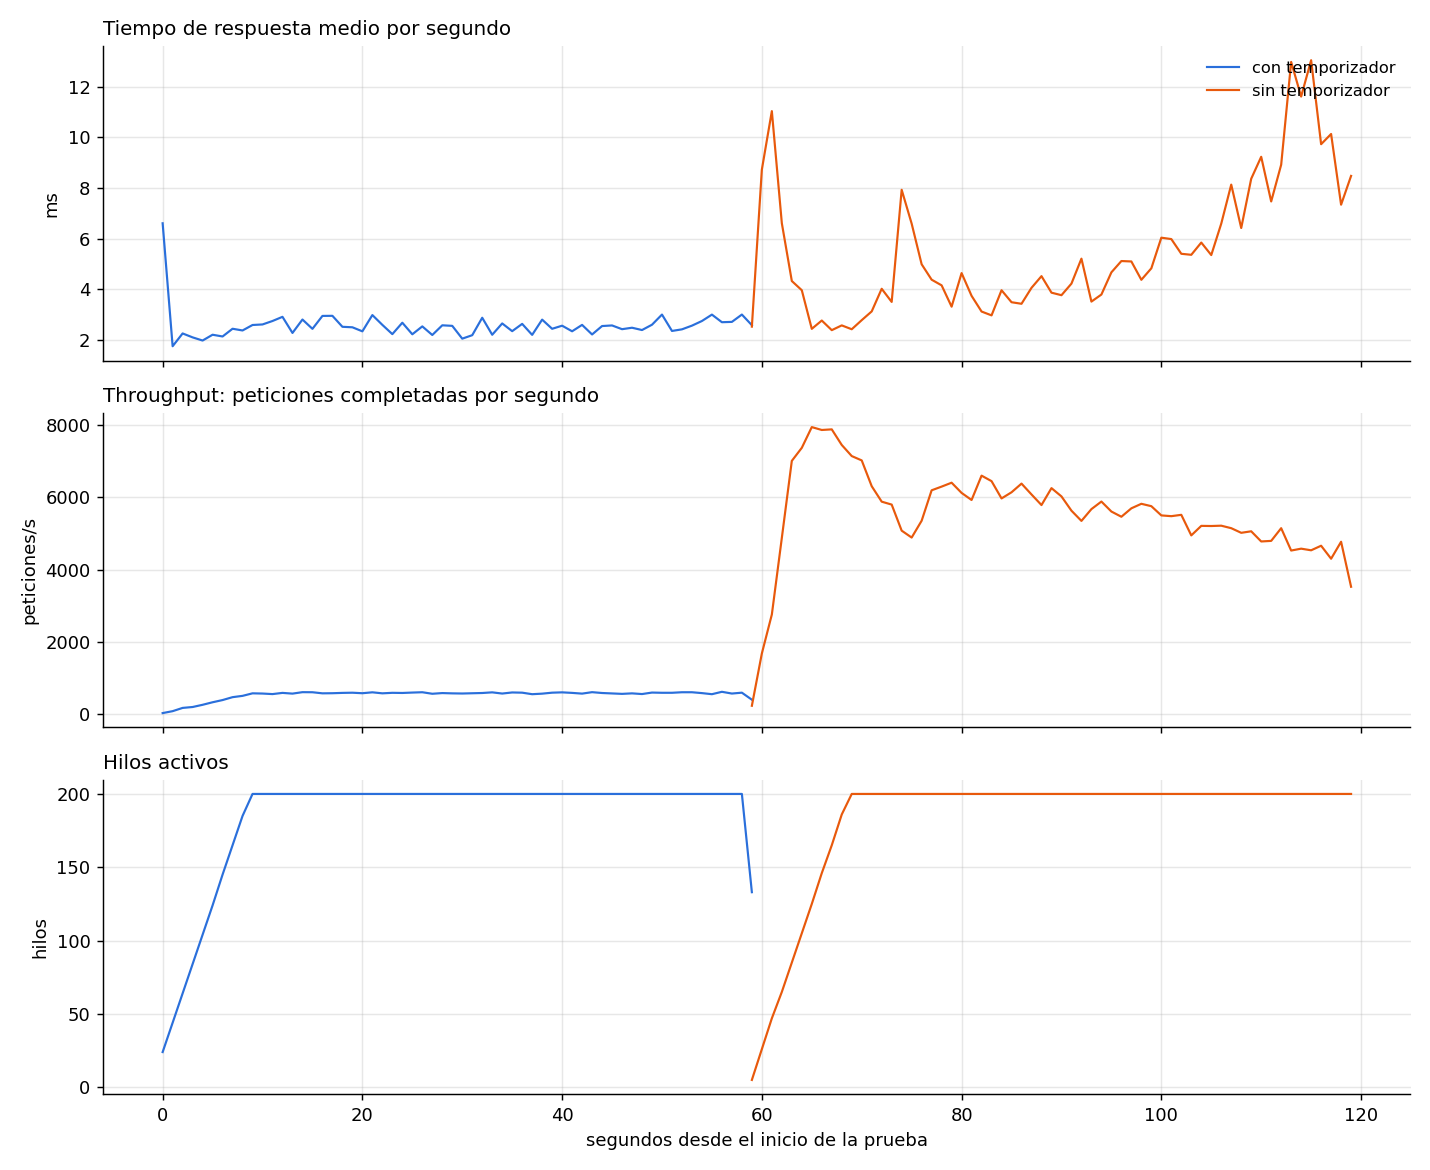 Tiempo de respuesta medio por segundo
con temporizador
sin temporizador
12
10
8
6
4
2
ms
Throughput: peticiones completadas por segundo
8000
6000
4000
2000
0
peticiones/s
Hilos activos
200
150
100
50
0
hilos
0 20 40 60 80 100 120
segundos desde el inicio de la prueba